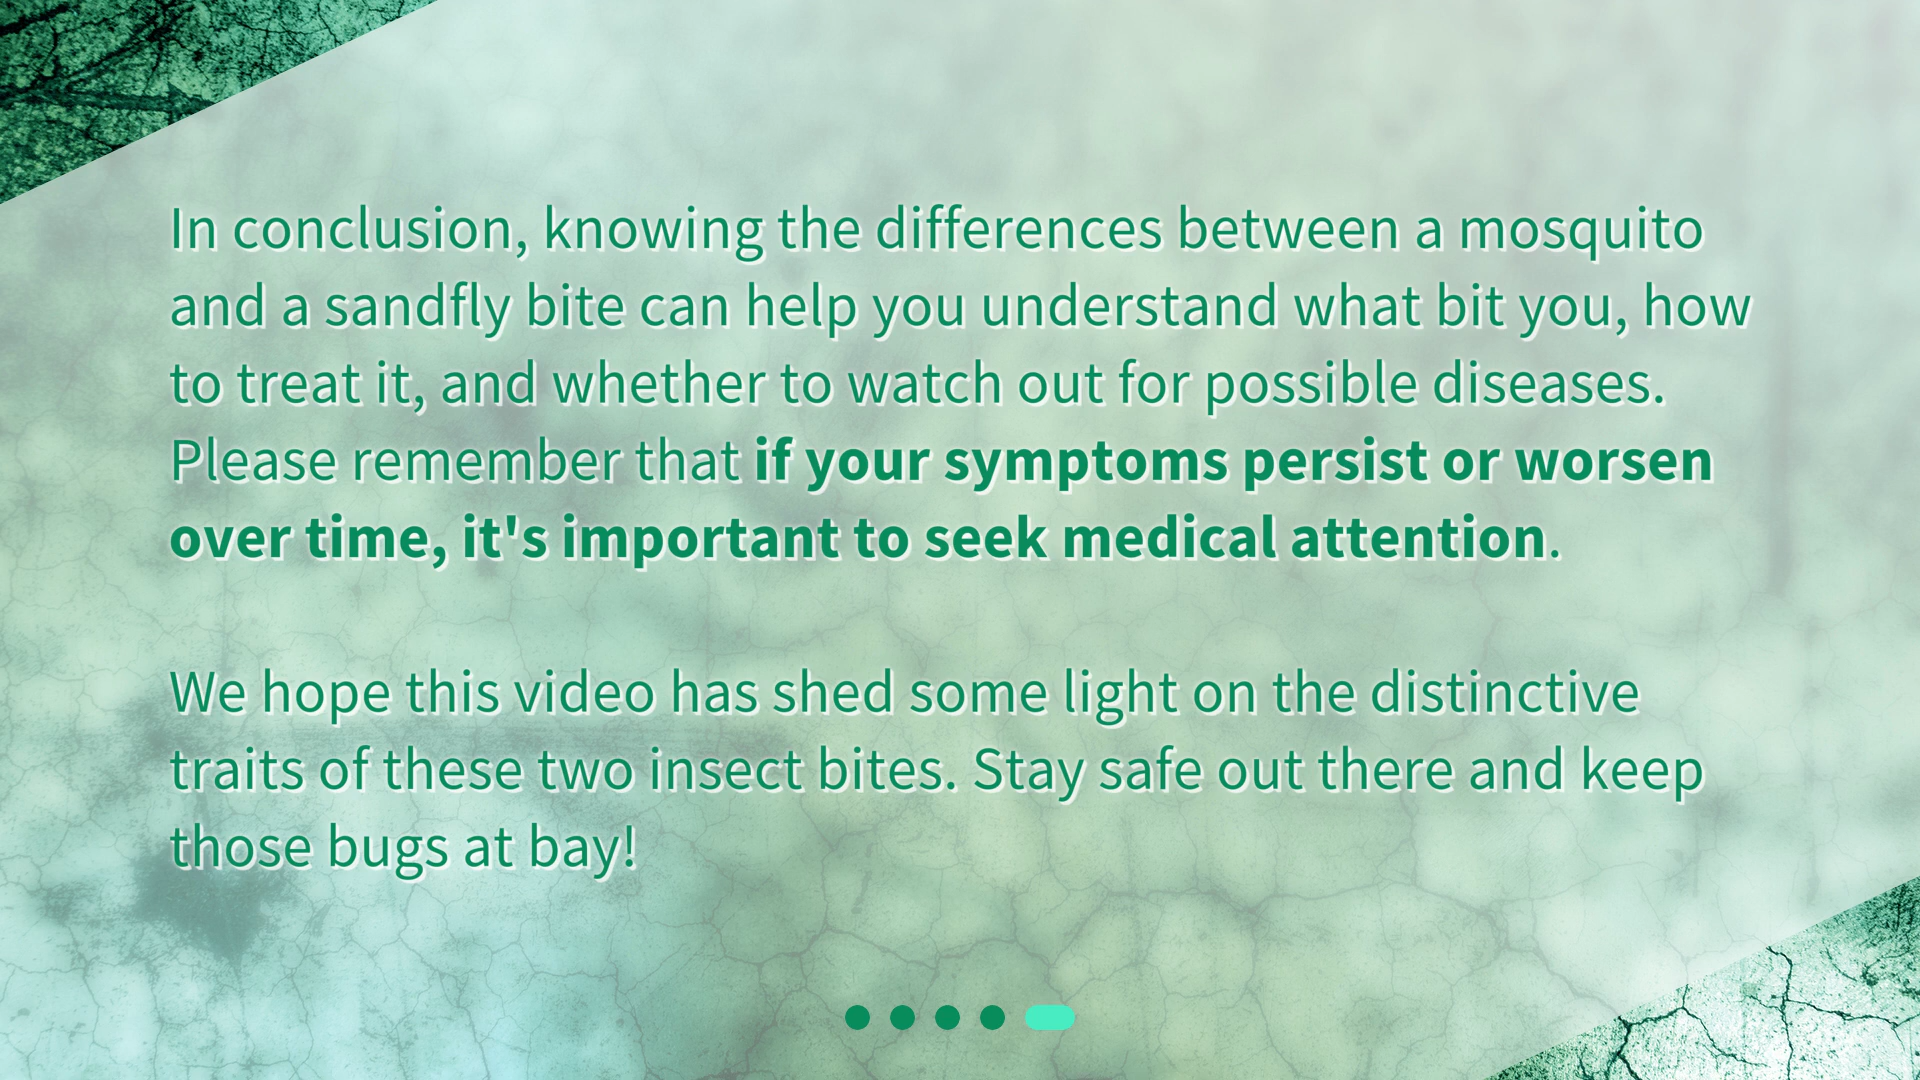 In conclusion, knowing the differences between a mosquito
and a sandfly bite can help you understand what bit you, how
to treat it, and whether to watch out for possible diseases.
Please remember that if your symptoms persist or worsen
over time, it's important to seek medical attention.
We hope this video has shed some light on the distinctive
traits of these two insect bites. Stay safe out there and keep
those bugs at bay!